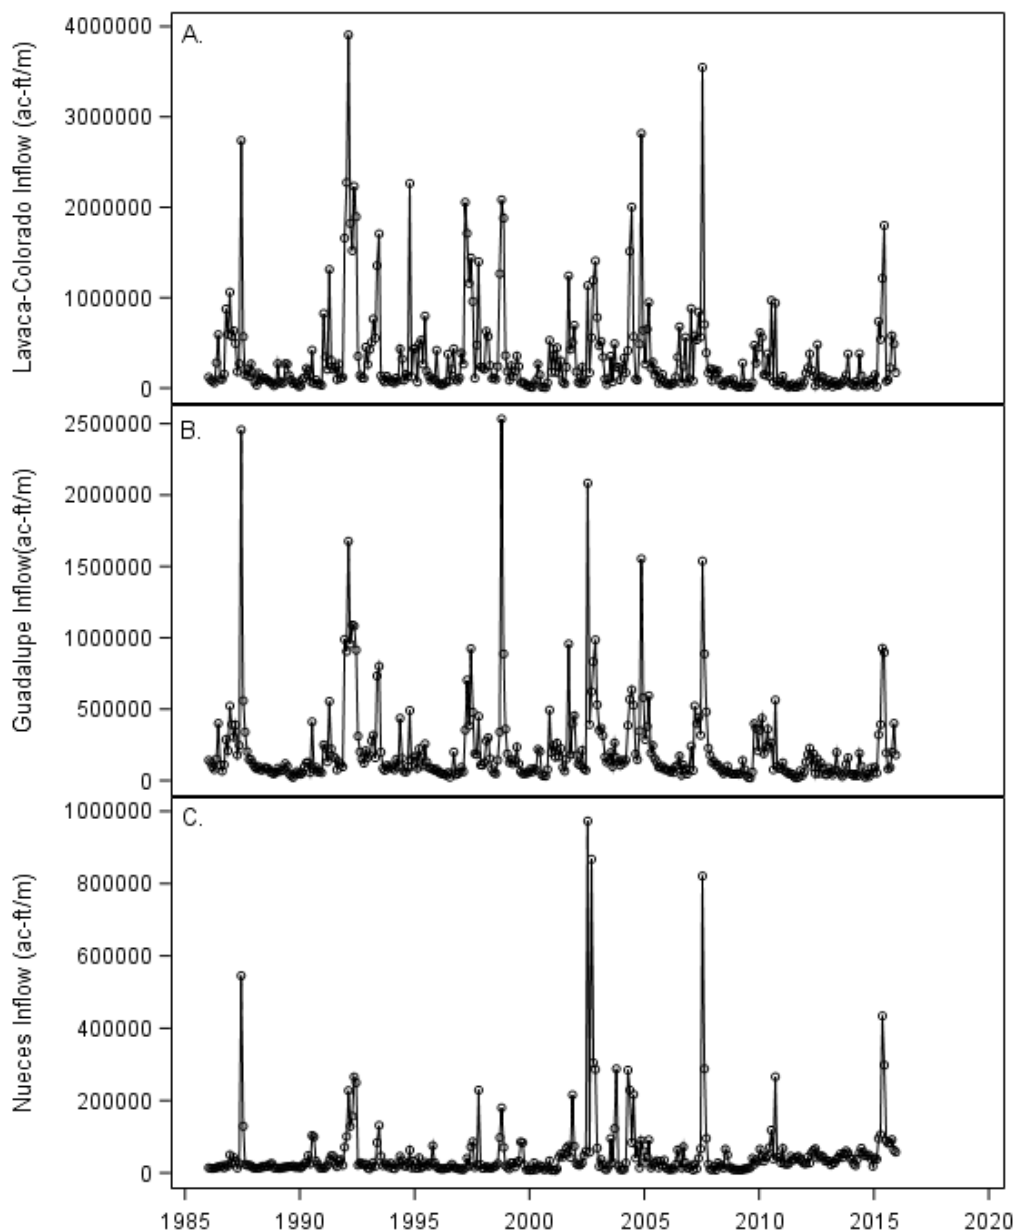 A.
Lavaca-Colorado Inflow (ac-ft/m)
4000000
3000000
2000000
1000000
0
B.
Guadalupe Inflow(ac-ft/m)
2500000
2000000
1500000
1000000
500000
0
C.
Nueces Inflow (ac-ft/m)
1000000
800000
600000
400000
200000
0
1985 1990 1995 2000 2005 2010 2015 2020